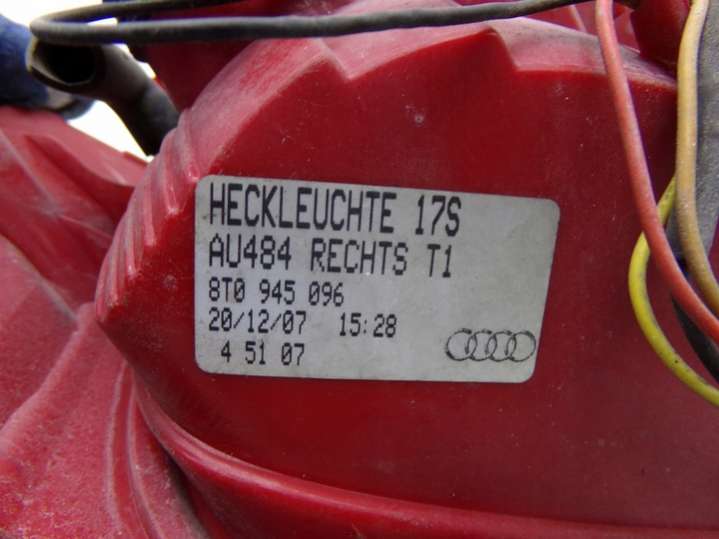 HECKLEUCHTE 17S
AU484 RECHTS T1
8T0 945 096
20/12/07 15:28
4 51 07